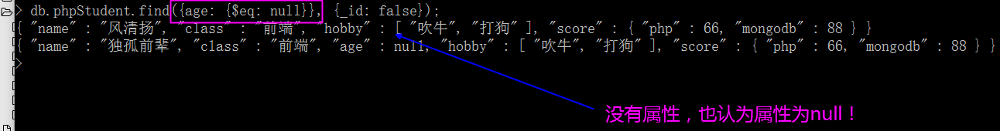 > db.phpStudent.find({age: {$eq: null}}, {_id: false});
{ "name" : "风清扬", "class" : "前端", "hobby" : [ "吹牛", "打狗" ], "score" : { "php" : 66, "mongodb" : 88 } }
{ "name" : "独孤前辈", "class" : "前端", "age" : null, "hobby" : [ "吹牛", "打狗" ], "score" : { "php" : 66, "mongodb" : 88 } }
>
没有属性，也认为属性为null！